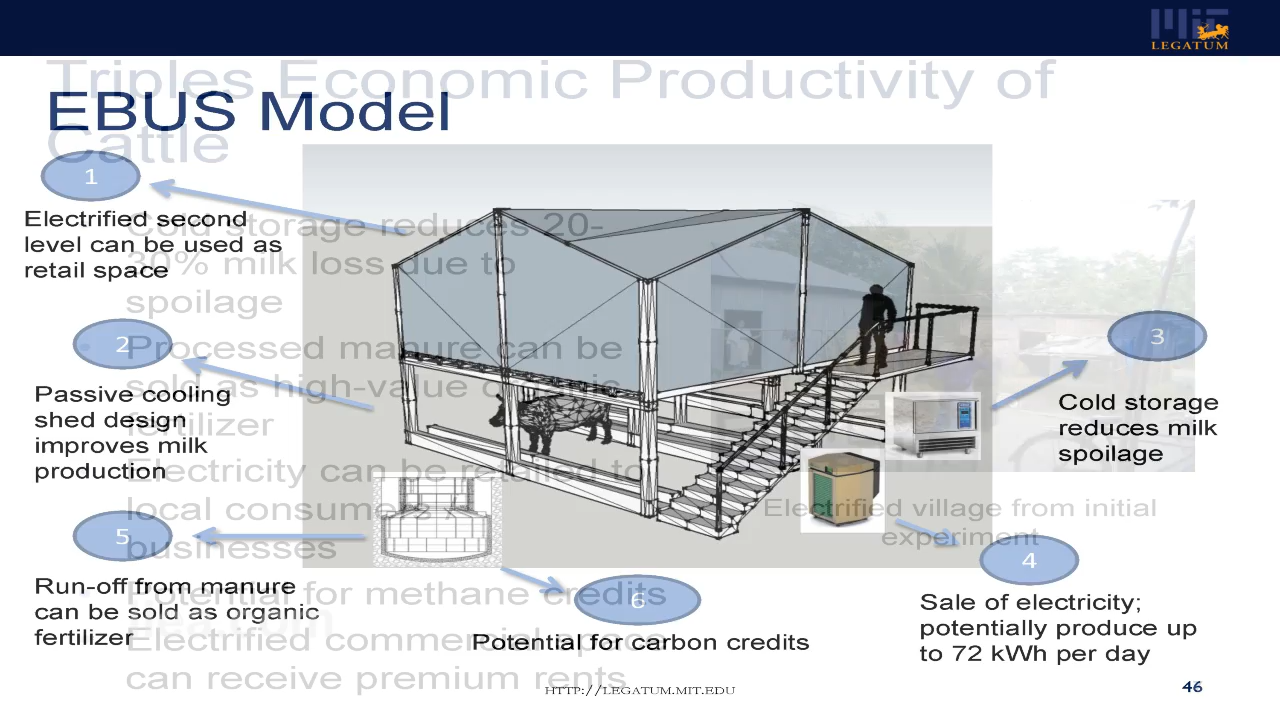 MIT
LEGATUM
Triples Economic Productivity of
Cattle
EBUS Model
1
Electrified second
level can be used as
retail space
2
Passive cooling
shed design
improves milk
production
5
Run-off from manure
can be sold as organic
fertilizer
6
Potential for carbon credits
3
Cold storage
reduces milk
spoilage
4
Sale of electricity;
potentially produce up
to 72 kWh per day
Cold storage reduces 20-
30% milk loss due to
spoilage
Processed manure can be
sold as high-value organic
fertilizer
Electricity can be retailed to
local consumers /
businesses
Potential for methane credits
Electrified commercial space
can receive premium rents
Electrified village from initial
experiment
HTTP://LEGATUM.MIT.EDU
46